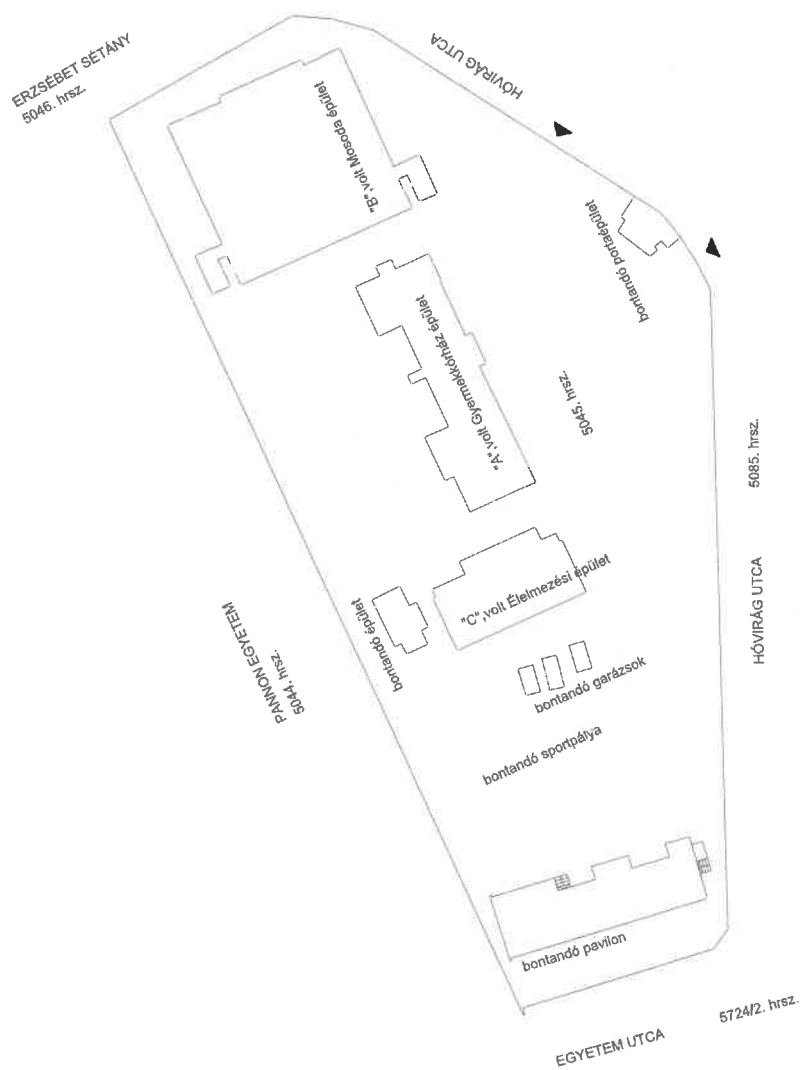 ERZSÉBET SÉTÁNY
5046. hrsz.
HÓVIRÁG UTCA
"B",volt Mosoda épület
bontandó portaépület
"A",volt Gyermekkórház épület
5045. hrsz.
5085. hrsz.
HÓVIRÁG UTCA
"C",volt Élelmezési épület
bontandó épület
PANNON EGYETEM
5044. hrsz.
bontandó garázsok
bontandó sportpálya
bontandó pavilon
5724/2. hrsz.
EGYETEM UTCA